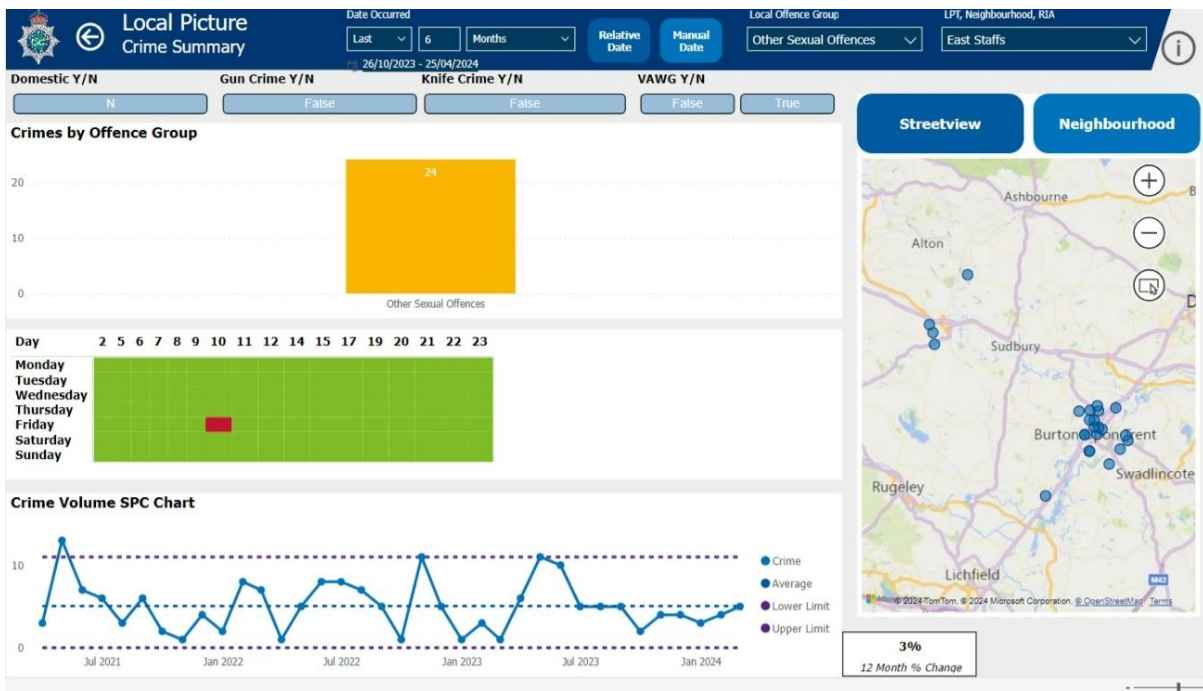 Local Picture
Crime Summary
Date Occurred
Last 6 Months
26/10/2023 - 25/04/2024
Relative Date
Manual Date
Local Offence Group
Other Sexual Offences
LPT, Neighbourhood, RIA
East Staffs
Domestic Y/N Gun Crime Y/N Knife Crime Y/N VAWG Y/N
N False False False True
Streetview Neighbourhood
Crimes by Offence Group
24
20
10
0
Other Sexual Offences
Day 2 5 6 7 8 9 10 11 12 14 15 17 19 20 21 22 23
Monday
Tuesday
Wednesday
Thursday
Friday
Saturday
Sunday
Crime Volume SPC Chart
10
0
Jul 2021 Jan 2022 Jul 2022 Jan 2023 Jul 2023 Jan 2024
Crime
Average
Lower Limit
Upper Limit
Ashbourne
Alton
Sudbury
Burton upon Trent
Swadlincote
Rugeley
Lichfield
M42
© 2024 TomTom, © 2024 Microsoft Corporation, © OpenStreetMap Terms
3%
12 Month % Change